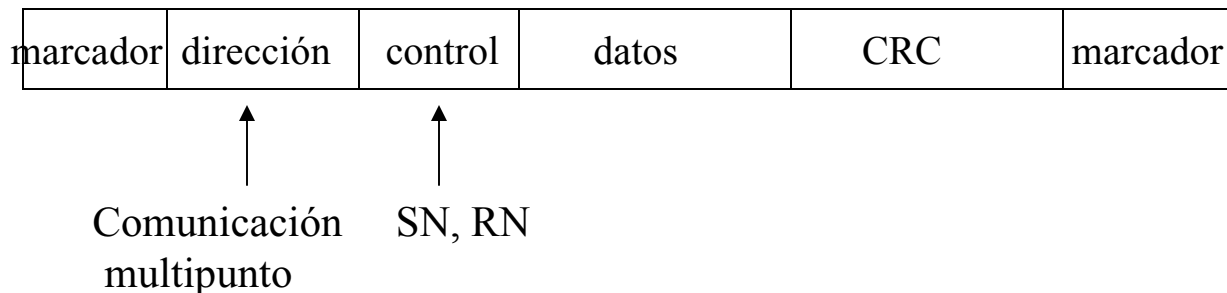 marcador dirección control datos CRC marcador
Comunicación SN, RN
multipunto